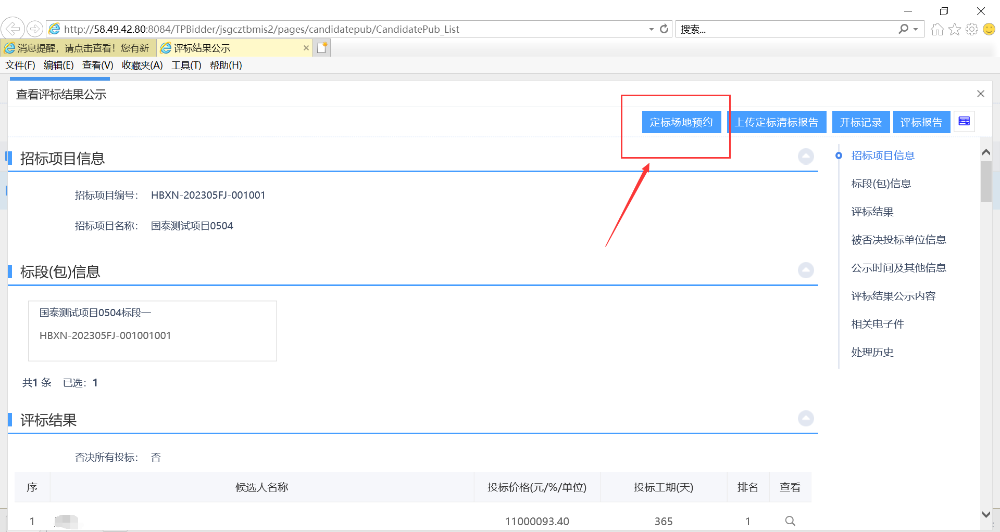 http://58.49.42.80:8084/TPBidder/jsgcztbmis2/pages/candidatepub/CandidatePub_List
搜索...
消息提醒，请点击查看！您有新
评标结果公示
文件(F) 编辑(E) 查看(V) 收藏夹(A) 工具(T) 帮助(H)
查看评标结果公示
定标场地预约 上传定标清标报告 开标记录 评标报告
招标项目信息
招标项目编号： HBXN-202305FJ-001001
招标项目名称： 国泰测试项目0504
标段(包)信息
国泰测试项目0504标段一
HBXN-202305FJ-001001001
共1 条 已选：1
评标结果
否决所有投标： 否
序 候选人名称 投标价格(元/%/单位) 投标工期(天) 排名 查看
1 11000093.40 365 1
招标项目信息
标段(包)信息
评标结果
被否决投标单位信息
公示时间及其他信息
评标结果公示内容
相关电子件
处理历史